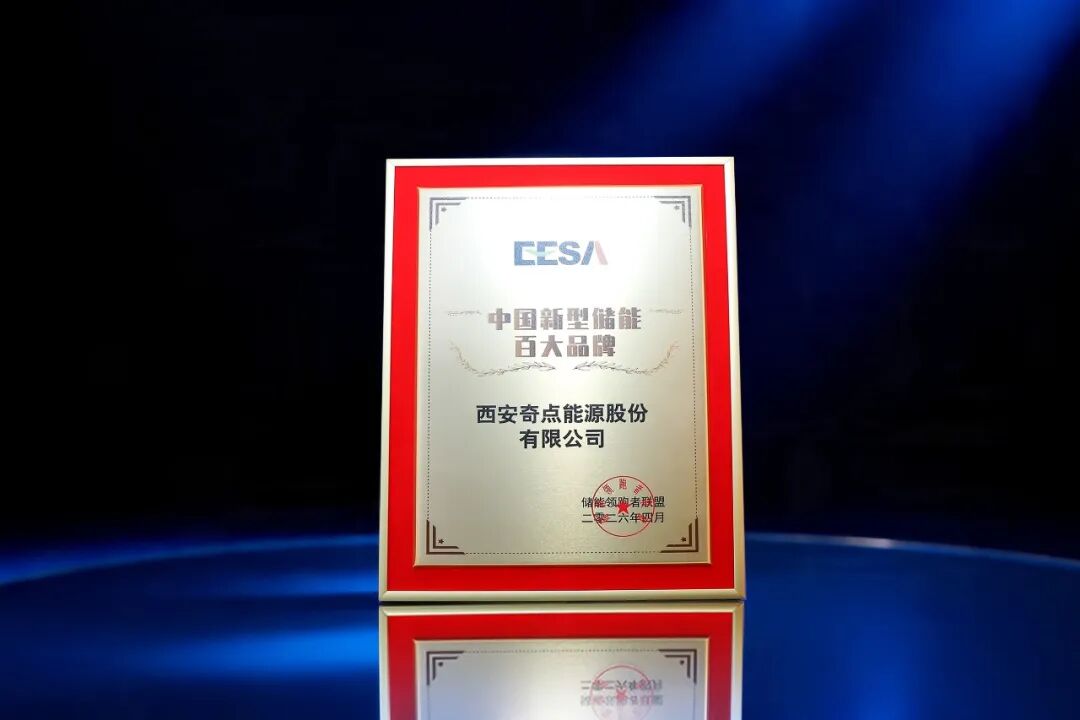 EESA
中国新型储能
百大品牌
西安奇点能源股份
有限公司
储能领跑者联盟
二零二六年四月